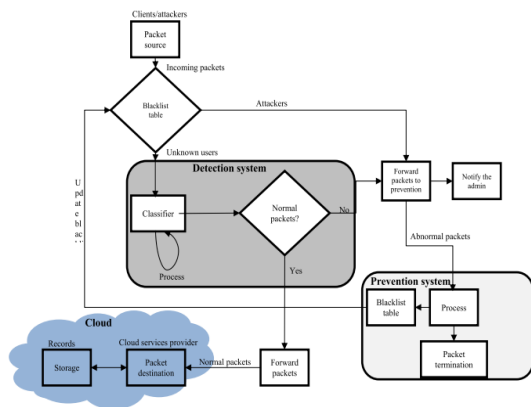 Clients/attackers
Packet
source
Incoming packets
Blacklist
table
Attackers
Unknown users
Detection system
Classifier
Process
Normal
packets?
No
Yes
Forward
packets to
prevention
Notify the
admin
Abnormal packets
Prevention system
Blacklist
table
Process
Packet
termination
U
pd
at e
bl
ac
Cloud
Records
Storage
Cloud services provider
Packet
destination
Normal packets
Forward
packets